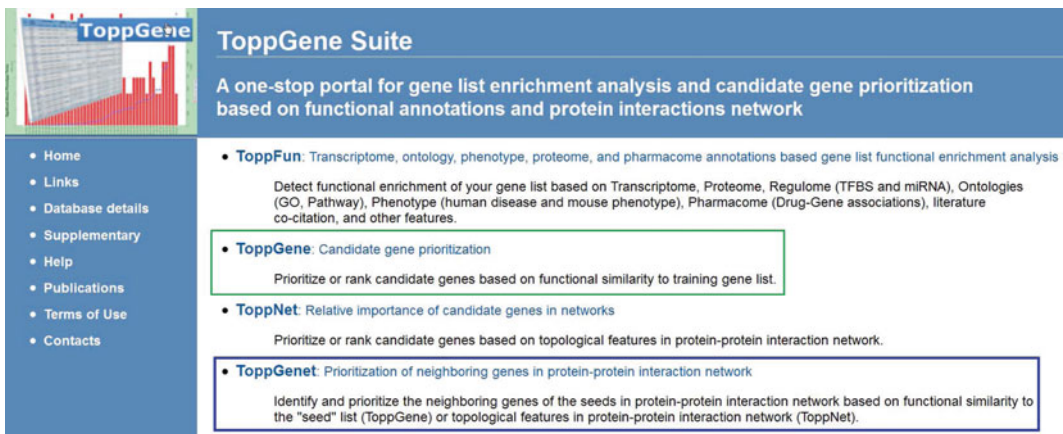 ToppGene
ToppGene Suite
A one-stop portal for gene list enrichment analysis and candidate gene prioritization
based on functional annotations and protein interactions network
• Home
• Links
• Database details
• Supplementary
• Help
• Publications
• Terms of Use
• Contacts
• ToppFun: Transcriptome, ontology, phenotype, proteome, and pharmacome annotations based gene list functional enrichment analysis
Detect functional enrichment of your gene list based on Transcriptome, Proteome, Regulome (TFBS and miRNA), Ontologies
(GO, Pathway), Phenotype (human disease and mouse phenotype), Pharmacome (Drug-Gene associations), literature
co-citation, and other features.
• ToppGene: Candidate gene prioritization
Prioritize or rank candidate genes based on functional similarity to training gene list.
• ToppNet: Relative importance of candidate genes in networks
Prioritize or rank candidate genes based on topological features in protein-protein interaction network.
• ToppGenet: Prioritization of neighboring genes in protein-protein interaction network
Identify and prioritize the neighboring genes of the seeds in protein-protein interaction network based on functional similarity to
the "seed" list (ToppGene) or topological features in protein-protein interaction network (ToppNet).